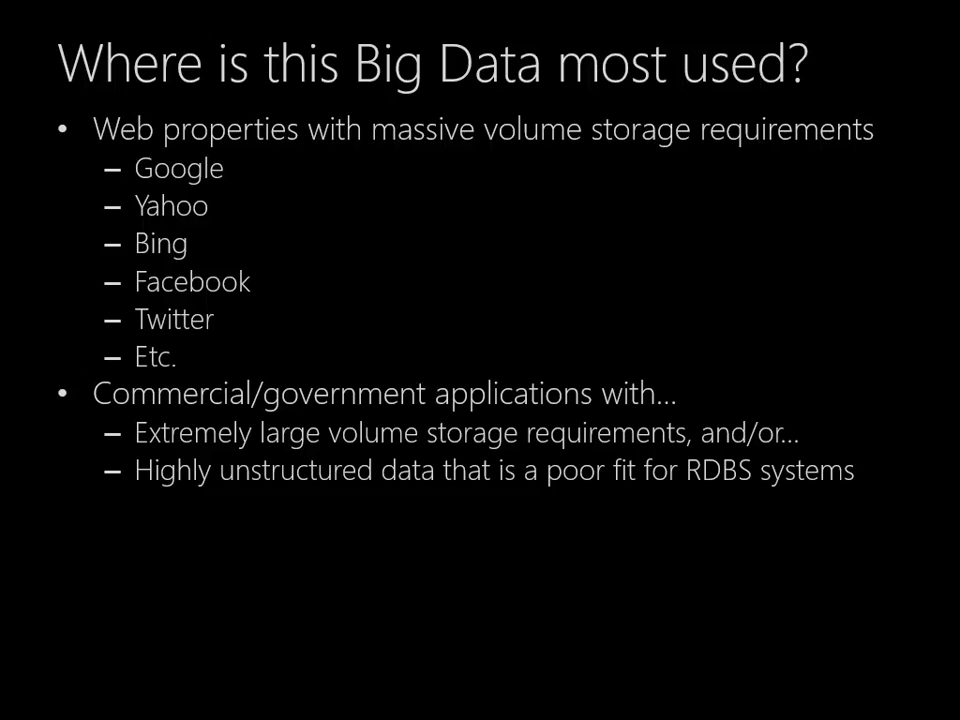 Where is this Big Data most used?
• Web properties with massive volume storage requirements
– Google
– Yahoo
– Bing
– Facebook
– Twitter
– Etc.
• Commercial/government applications with...
– Extremely large volume storage requirements, and/or...
– Highly unstructured data that is a poor fit for RDBS systems